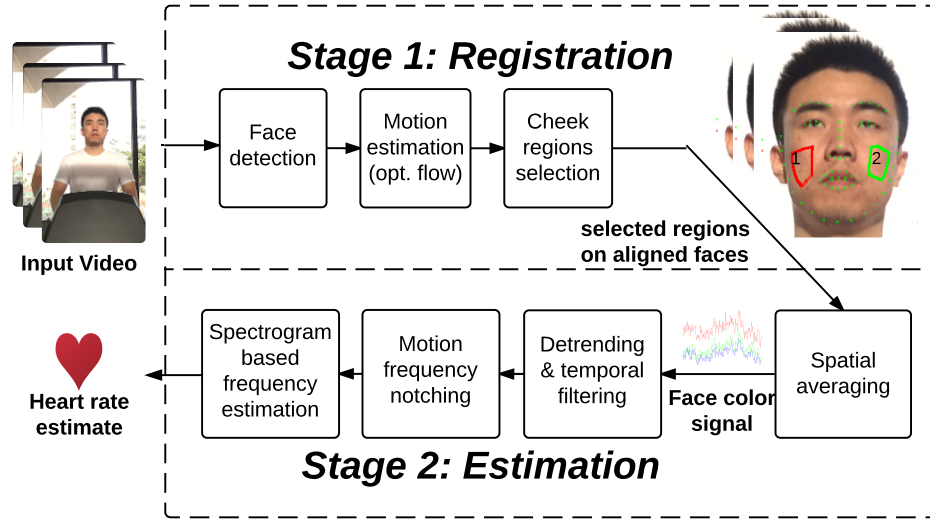 Stage 1: Registration
Face
detection
Motion
estimation
(opt. flow)
Cheek
regions
selection
1
2
Input Video
selected regions
on aligned faces
Spatial
averaging
Face color
signal
Detrending
& temporal
filtering
Motion
frequency
notching
Spectrogram
based
frequency
estimation
Heart rate
estimate
Stage 2: Estimation